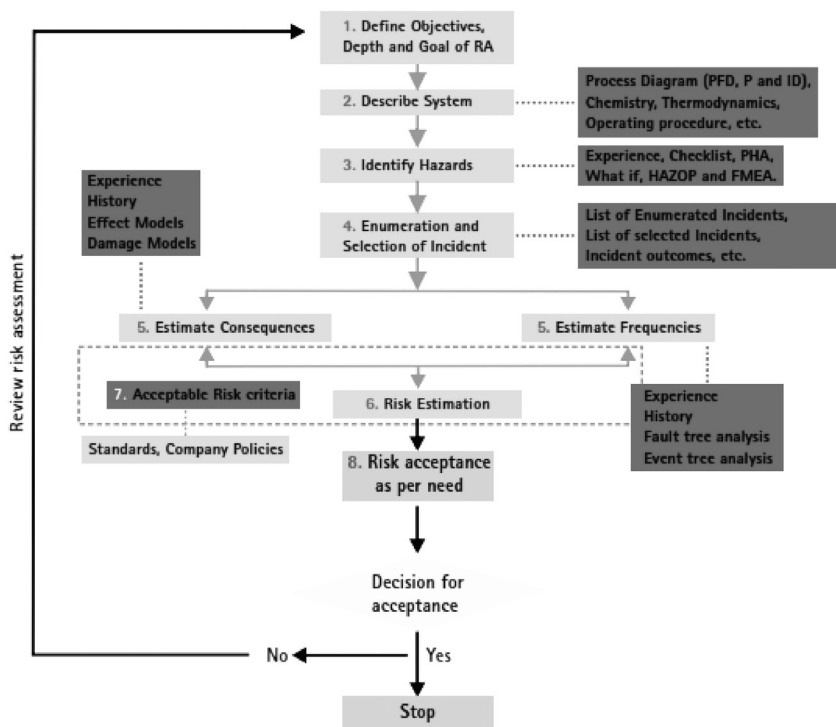 1. Define Objectives,
Depth and Goal of RA
2. Describe System
Process Diagram (PFD, P and ID),
Chemistry, Thermodynamics,
Operating procedure, etc.
3. Identify Hazards
Experience, Checklist, PHA,
What if, HAZOP and FMEA.
Experience
History
Effect Models
Damage Models
4. Enumeration and
Selection of Incident
List of Enumerated Incidents,
List of selected Incidents,
Incident outcomes, etc.
Review risk assessment
5. Estimate Consequences
5. Estimate Frequencies
7. Acceptable Risk criteria
6. Risk Estimation
Experience
History
Fault tree analysis
Event tree analysis
Standards, Company Policies
8. Risk acceptance
as per need
Decision for
acceptance
No
Yes
Stop